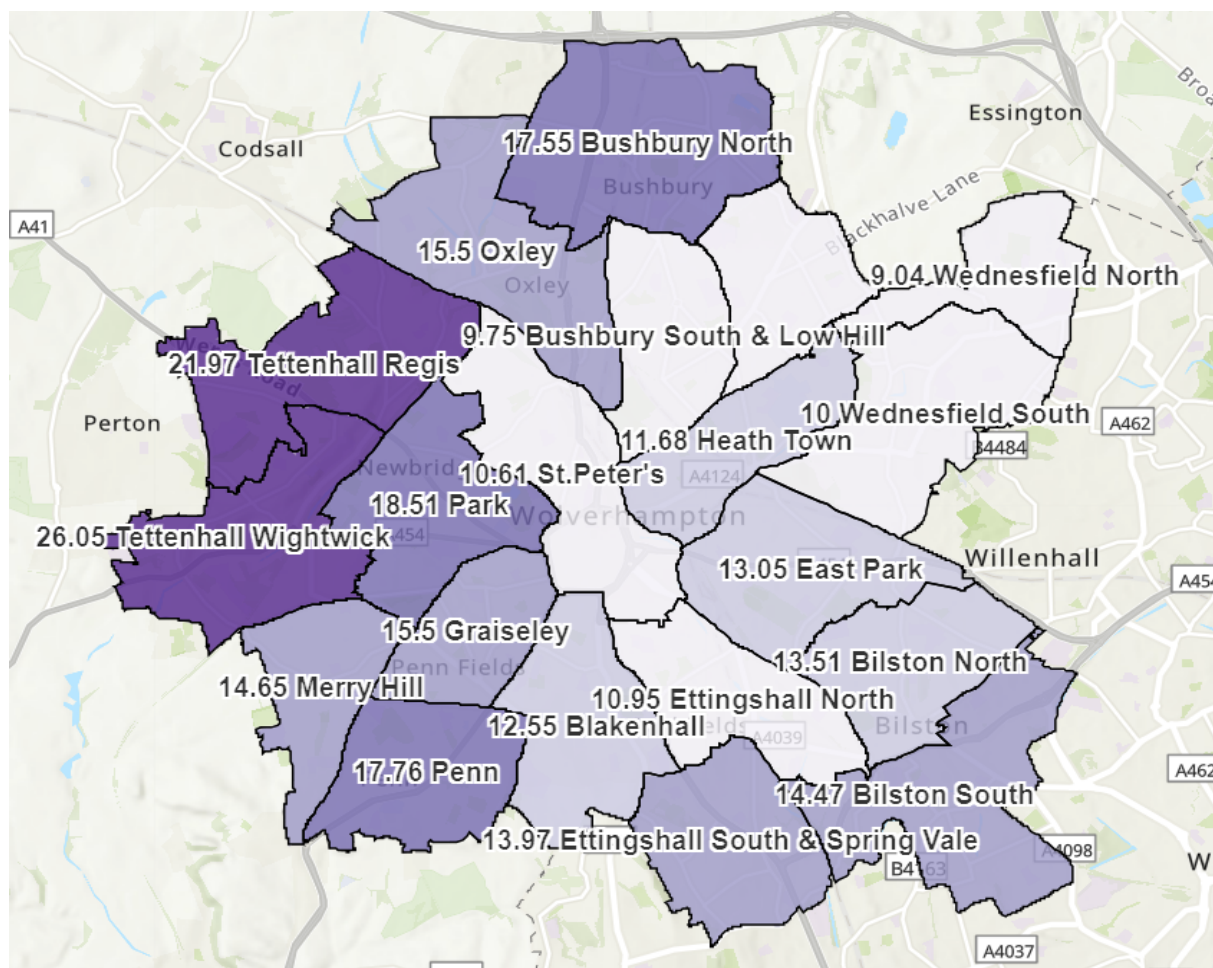 Essington
17.55 Bushbury North
Codsall
Bushbury
Blackhalve Lane
A41
15.5 Oxley
Oxley
9.04 Wednesfield North
9.75 Bushbury South & Low Hill
21.97 Tettenhall Regis
Perton
10 Wednesfield South
A462
11.68 Heath Town
B4484
10.61 St.Peter's
A4124
18.51 Park
Wolverhampton
26.05 Tettenhall Wightwick
Willenhall
13.05 East Park
A454
15.5 Graiseley
13.51 Bilston North
Penn Fields
14.65 Merry Hill
10.95 Ettingshall North
12.55 Blakenhall
Bilston
A4039
17.76 Penn
A462
14.47 Bilston South
13.97 Ettingshall South & Spring Vale
A4098
A4037